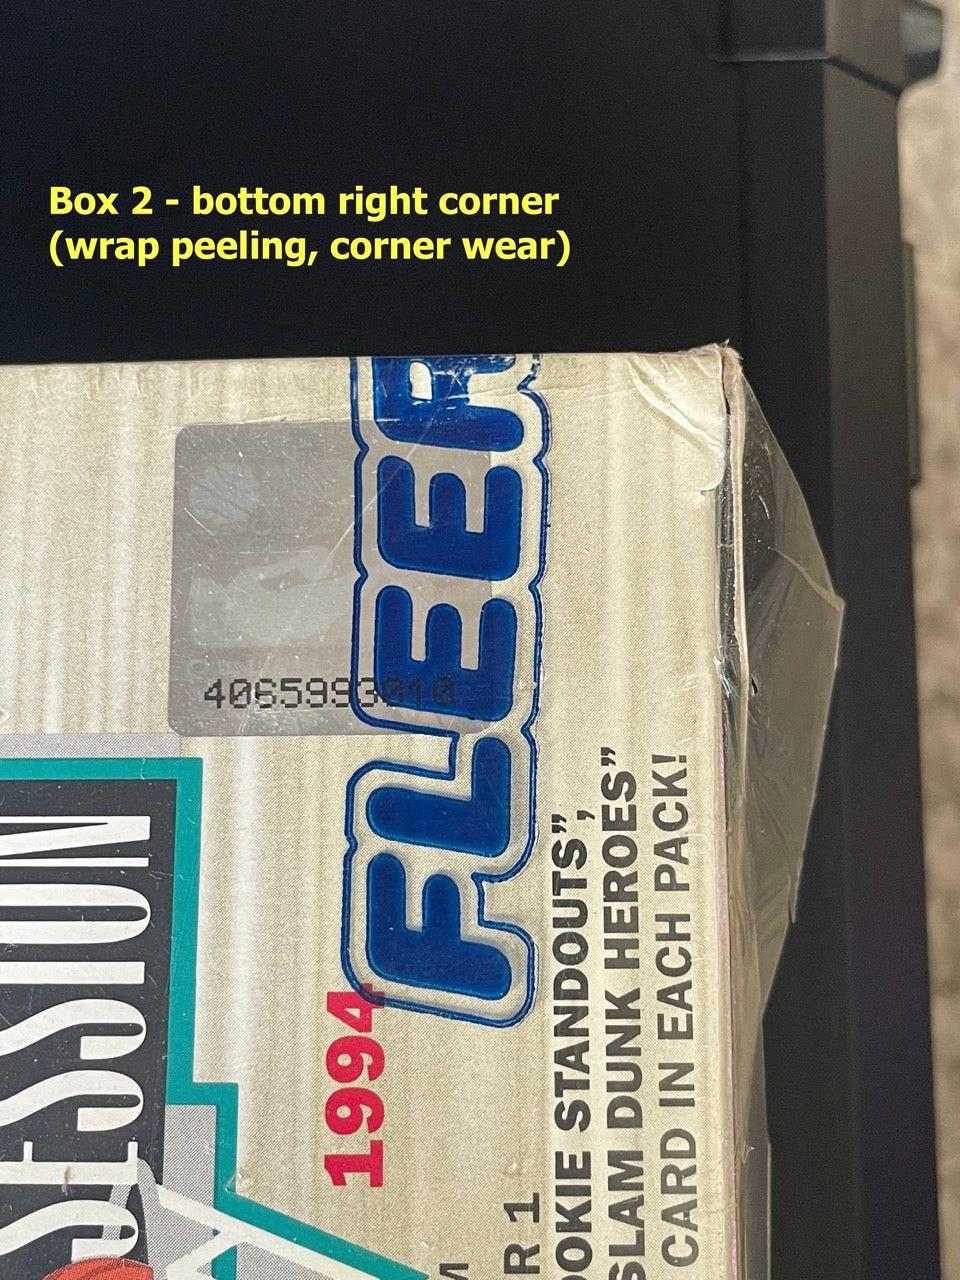 Box 2 - bottom right corner
(wrap peeling, corner wear)
FLEER
4065993010
SESSION
1994
R 1
OOKIE STANDOUTS",
SLAM DUNK HEROES"
CARD IN EACH PACK!